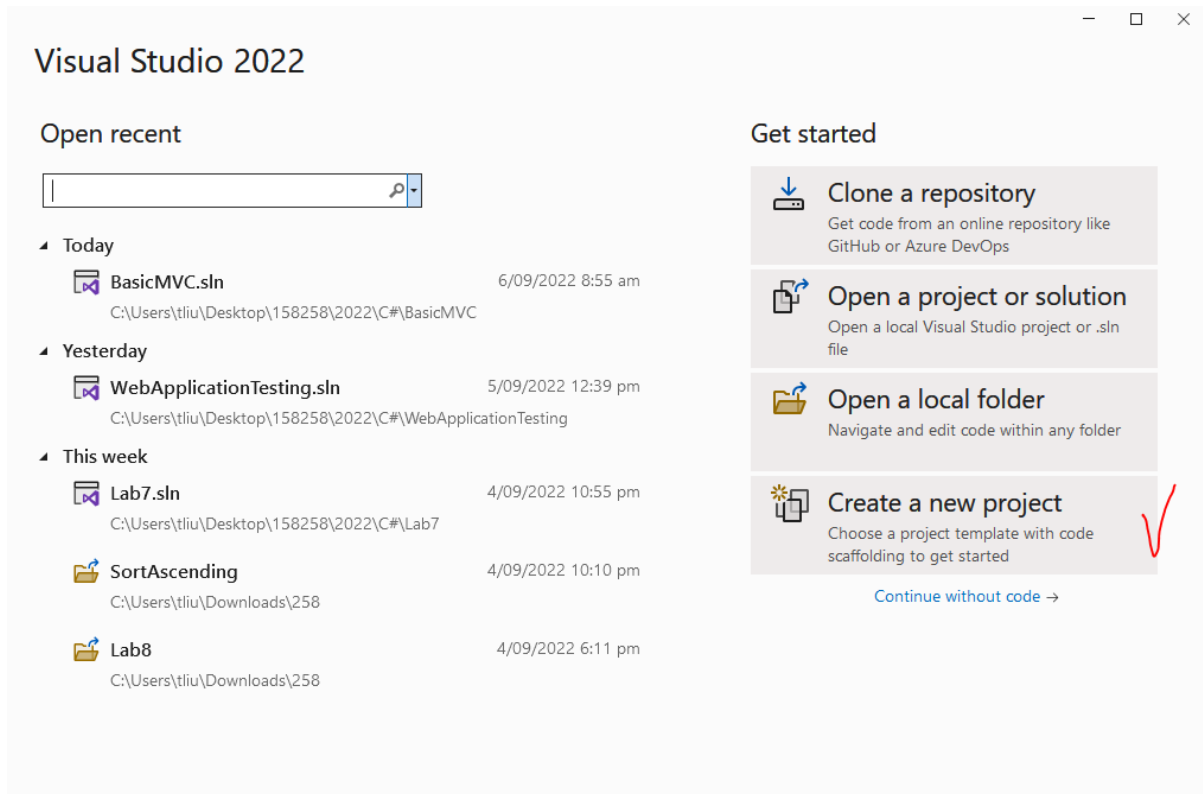 Visual Studio 2022
Open recent
Today
BasicMVC.sln 6/09/2022 8:55 am
C:\Users\tliu\Desktop\158258\2022\C#\BasicMVC
Yesterday
WebApplicationTesting.sln 5/09/2022 12:39 pm
C:\Users\tliu\Desktop\158258\2022\C#\WebApplicationTesting
This week
Lab7.sln 4/09/2022 10:55 pm
C:\Users\tliu\Desktop\158258\2022\C#\Lab7
SortAscending 4/09/2022 10:10 pm
C:\Users\tliu\Downloads\258
Lab8 4/09/2022 6:11 pm
C:\Users\tliu\Downloads\258
Get started
Clone a repository
Get code from an online repository like
GitHub or Azure DevOps
Open a project or solution
Open a local Visual Studio project or .sln
file
Open a local folder
Navigate and edit code within any folder
Create a new project
Choose a project template with code
scaffolding to get started
Continue without code →